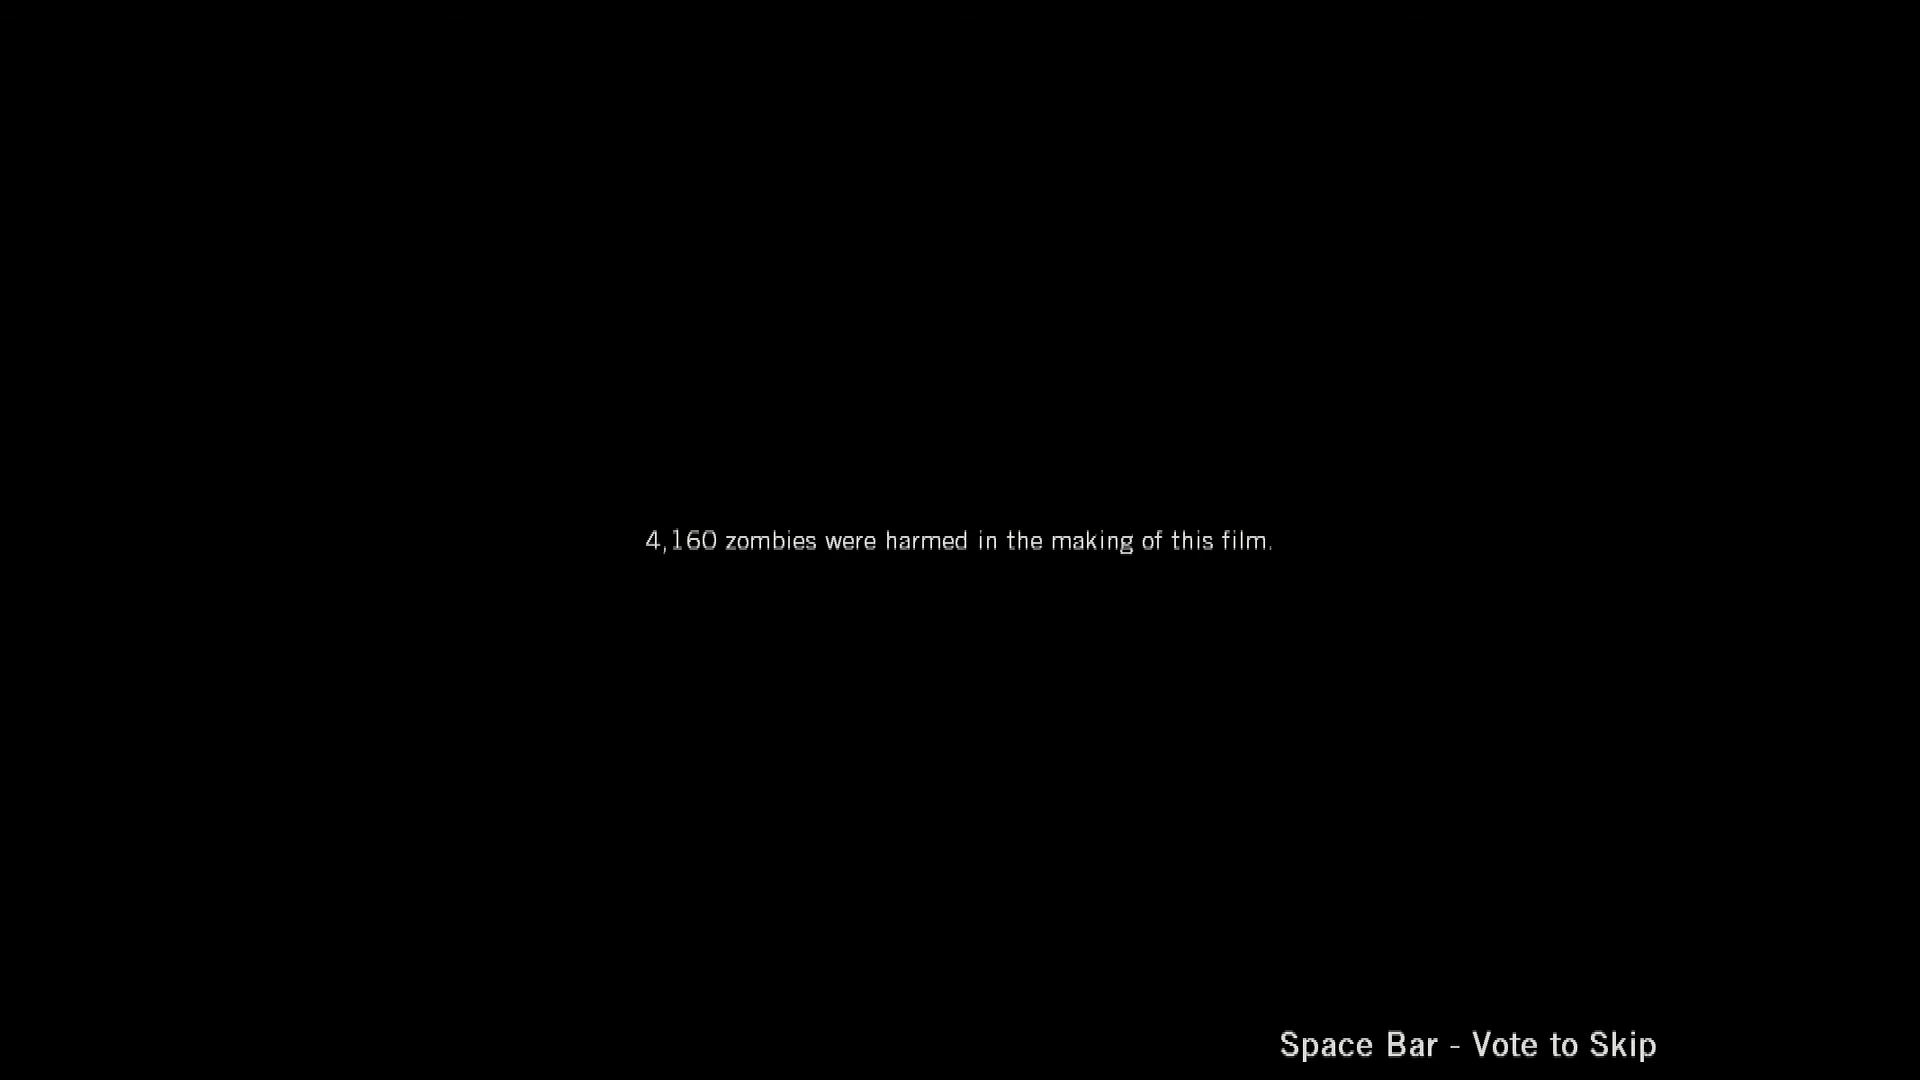 4,160 zombies were harmed in the making of this film.
Space Bar - Vote to Skip